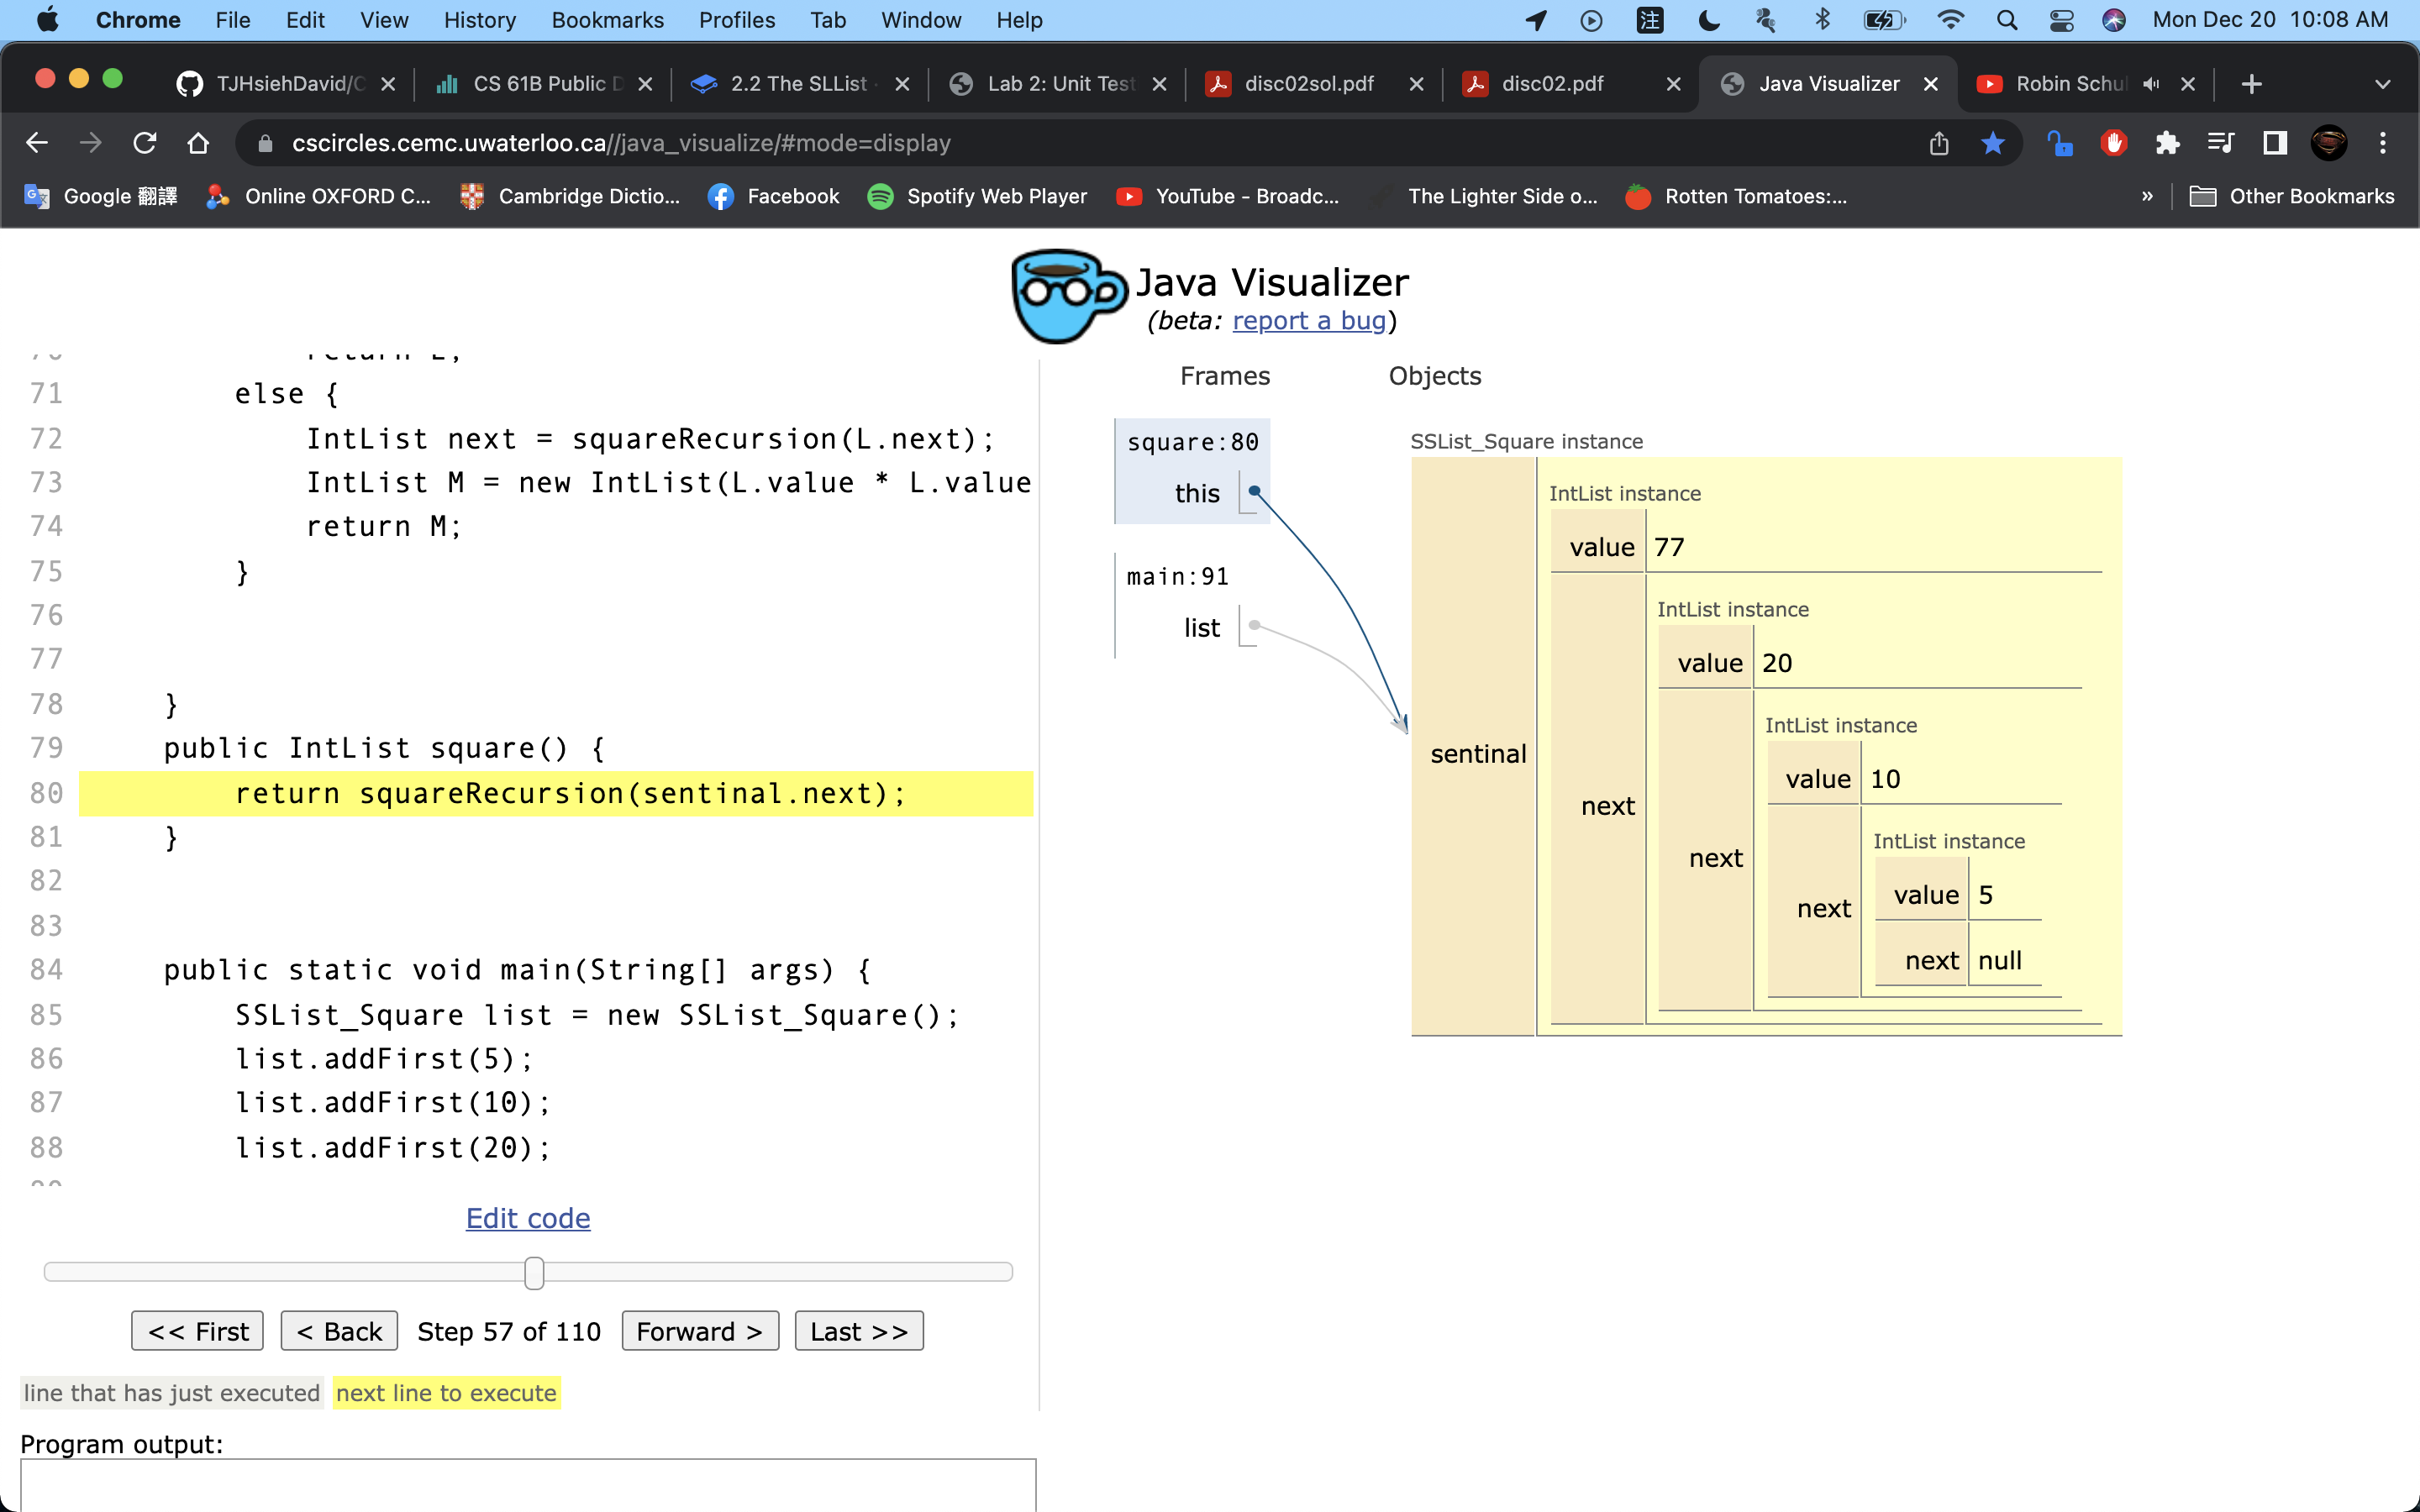 Chrome File Edit View History Bookmarks Profiles Tab Window Help 注 Mon Dec 20 10:08 AM
TJHsiehDavid/C CS 61B Public D 2.2 The SLList · Lab 2: Unit Test disc02sol.pdf disc02.pdf Java Visualizer Robin Schul
cscircles.cemc.uwaterloo.ca//java_visualize/#mode=display
Google 翻譯 Online OXFORD C... Cambridge Dictio... Facebook Spotify Web Player YouTube - Broadc... The Lighter Side o... Rotten Tomatoes:... » Other Bookmarks
Java Visualizer
(beta: report a bug)
return L;
71 else {
72 IntList next = squareRecursion(L.next);
73 IntList M = new IntList(L.value * L.value
74 return M;
75 }
76
77
78 }
79 public IntList square() {
80 return squareRecursion(sentinal.next);
81 }
82
83
84 public static void main(String[] args) {
85 SSList_Square list = new SSList_Square();
86 list.addFirst(5);
87 list.addFirst(10);
88 list.addFirst(20);
Edit code
<< First < Back Step 57 of 110 Forward > Last >>
line that has just executed next line to execute
Program output:
Frames Objects
square:80
this
main:91
list
SSList_Square instance
sentinal
IntList instance
value 77
next
IntList instance
value 20
next
IntList instance
value 10
next
IntList instance
value 5
next null